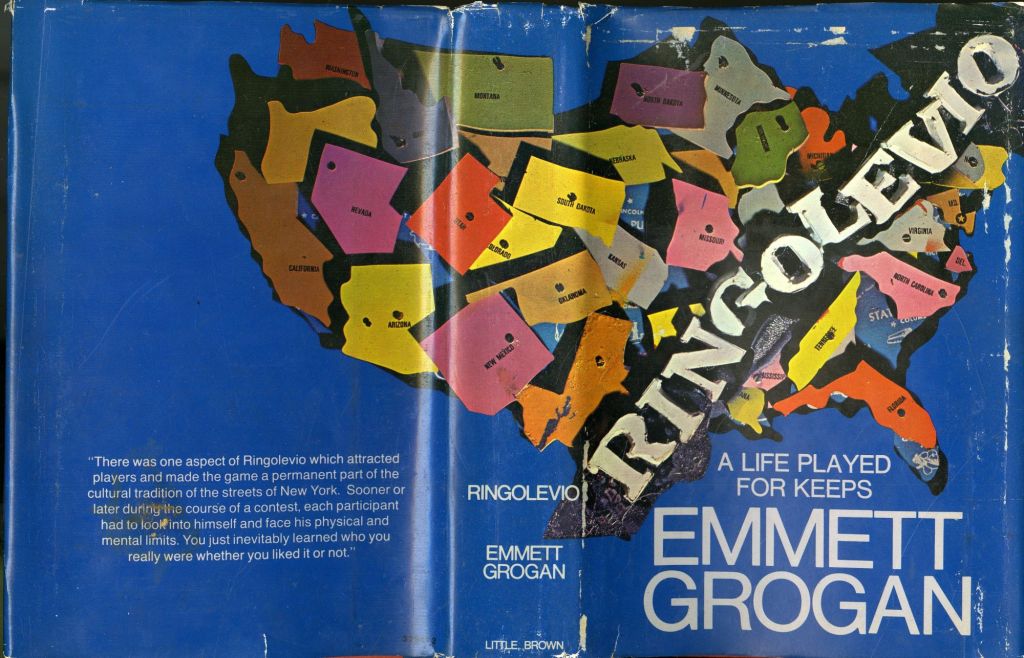 WASHINGTON
MONTANA
NORTH DAKOTA
MINNESOTA
MICHIGAN
NEBRASKA
NEVADA
UTAH
SOUTH DAKOTA
COLORADO
KANSAS
MISSOURI
VIRGINIA
MD.
DEL.
CALIFORNIA
ARIZONA
OKLAHOMA
NEW MEXICO
NORTH CAROLINA
TENNESSEE
MISSISSIPPI
FLORIDA
RINGOLEVIO
"There was one aspect of Ringolevio which attracted
players and made the game a permanent part of the
cultural tradition of the streets of New York. Sooner or
later during the course of a contest, each participant
had to look into himself and face his physical and
mental limits. You just inevitably learned who you
really were whether you liked it or not."
RINGOLEVIO
EMMETT
GROGAN
LITTLE, BROWN
A LIFE PLAYED
FOR KEEPS
EMMETT
GROGAN